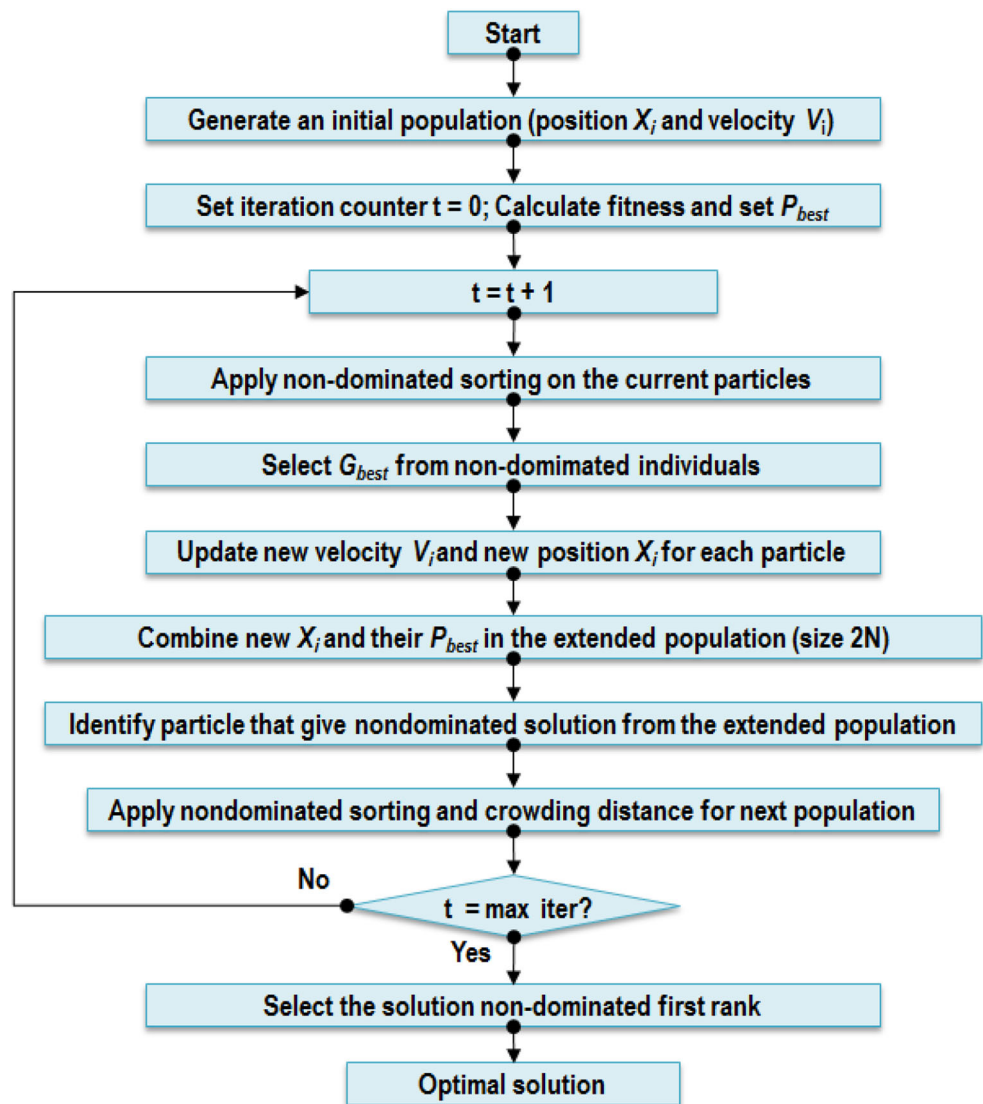 Start
Generate an initial population (position Xi and velocity Vi)
Set iteration counter t = 0; Calculate fitness and set Pbest
t = t + 1
Apply non-dominated sorting on the current particles
Select Gbest from non-domimated individuals
Update new velocity Vi and new position Xi for each particle
Combine new Xi and their Pbest in the extended population (size 2N)
Identify particle that give nondominated solution from the extended population
Apply nondominated sorting and crowding distance for next population
No
t = max iter?
Yes
Select the solution non-dominated first rank
Optimal solution